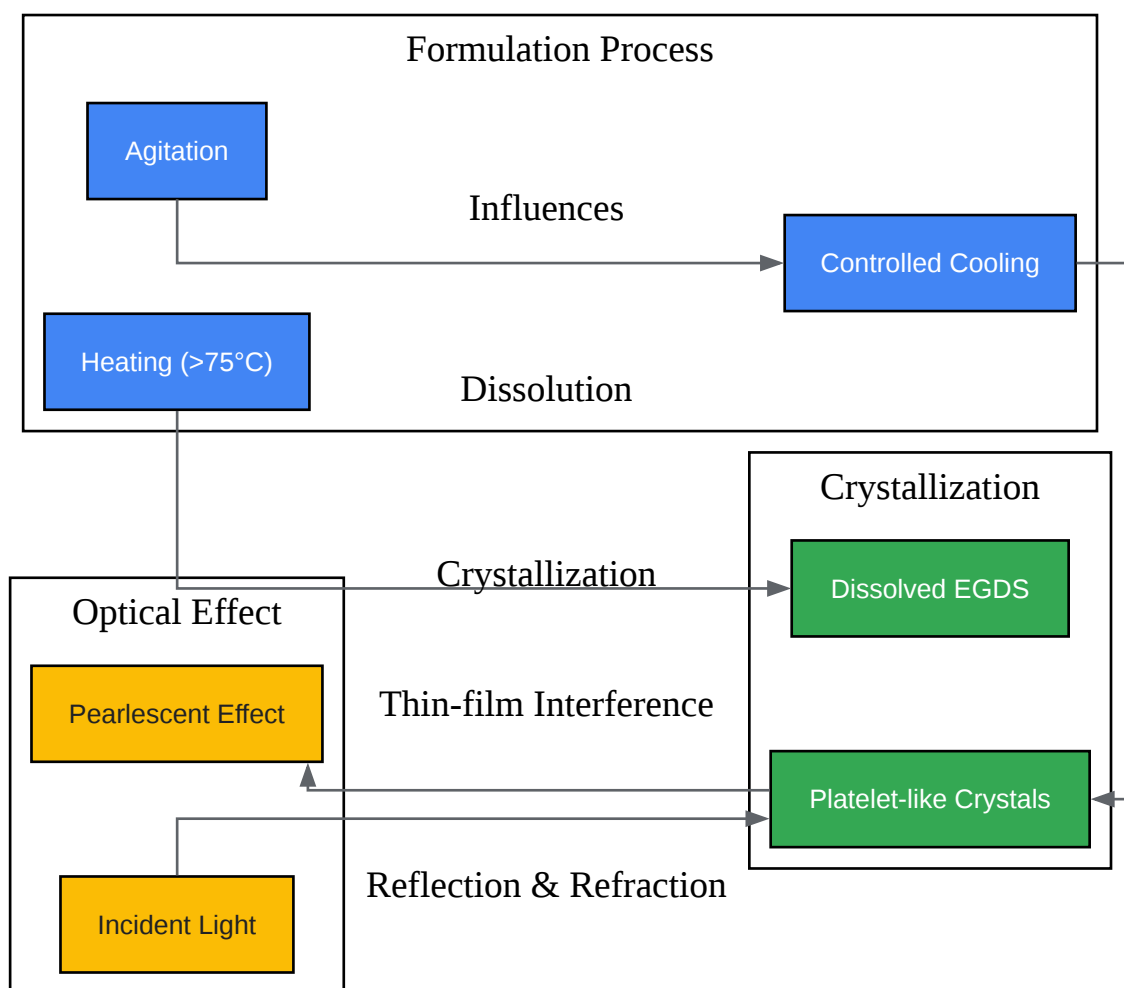 Formulation Process
Agitation
Influences
Controlled Cooling
Heating (>75°C)
Dissolution
Crystallization
Dissolved EGDS
Crystallization
Optical Effect
Pearlescent Effect
Thin-film Interference
Platelet-like Crystals
Reflection & Refraction
Incident Light